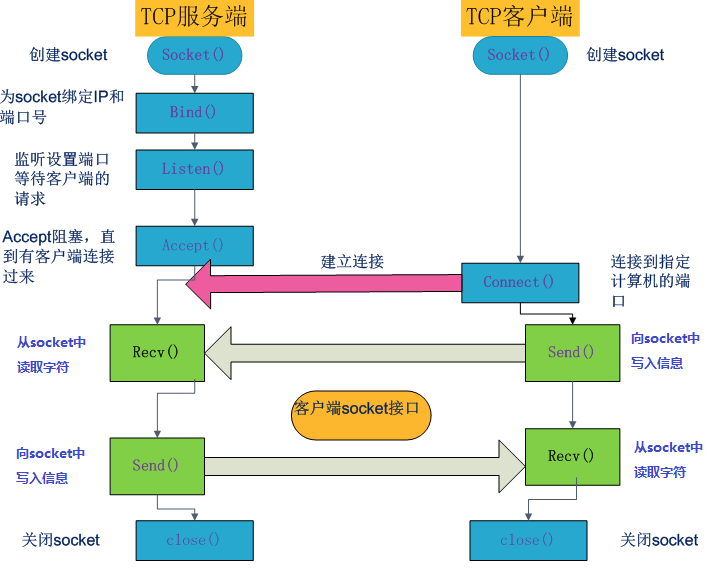 TCP服务端
TCP客户端
创建socket
Socket()
Socket()
创建socket
为socket绑定IP和
端口号
Bind()
监听设置端口
等待客户端的
请求
Listen()
Accept阻塞，直
到有客户端连接
过来
Accept()
建立连接
Connect()
连接到指定
计算机的端
口
从socket中
读取字符
Recv()
Send()
向socket中
写入信息
客户端socket接口
向socket中
写入信息
Send()
Recv()
从socket中
读取字符
关闭socket
close()
close()
关闭socket